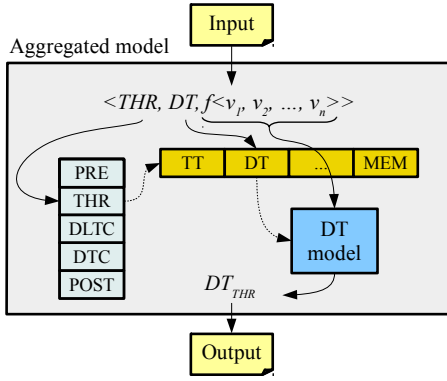 Input
Aggregated model
<THR, DT, f<v₁, v₂, ..., vₙ>>
TT DT ... MEM
PRE
THR
DLTC
DTC
POST
DT
model
DT_THR
Output